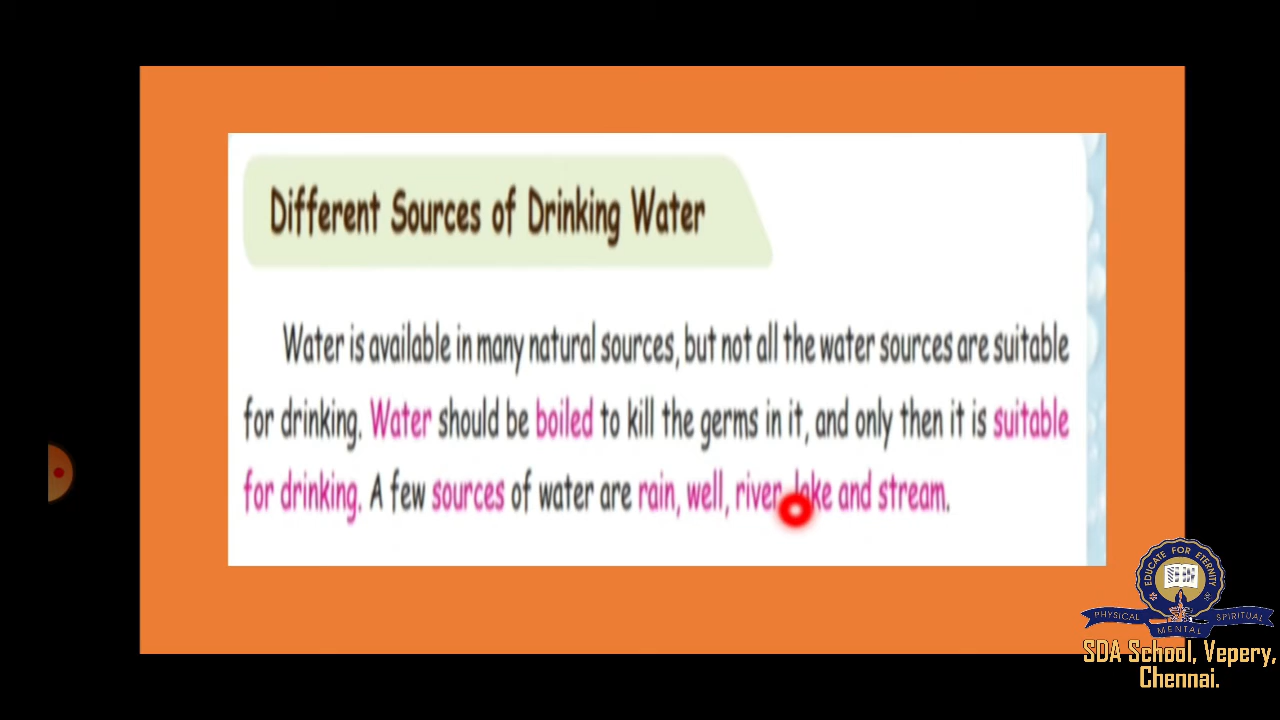 Different Sources of Drinking Water
Water is available in many natural sources, but not all the water sources are suitable
for drinking. Water should be boiled to kill the germs in it, and only then it is suitable
for drinking. A few sources of water are rain, well, river, lake and stream.
EDUCATE FOR ETERNITY
PHYSICAL MENTAL SPIRITUAL
SDA School, Vepery,
Chennai.